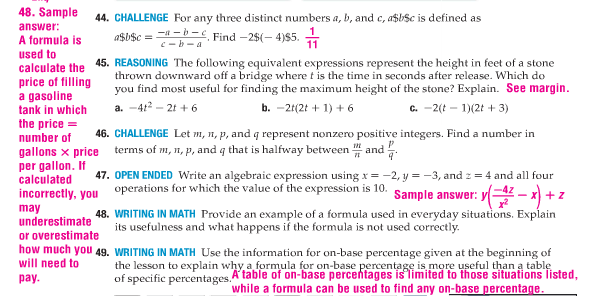 48. Sample
answer:
A formula is
used to
calculate the
price of filling
a gasoline
tank in which
the price =
number of
gallons × price
per gallon. If
calculated
incorrectly, you
may
underestimate
or overestimate
how much you
will need to
pay.
44. CHALLENGE For any three distinct numbers a, b, and c, a$b$c is defined as
a$b$c = (−a − b − c)/(c − b − a). Find −2$(− 4)$5. 1/11
45. REASONING The following equivalent expressions represent the height in feet of a stone
thrown downward off a bridge where t is the time in seconds after release. Which do
you find most useful for finding the maximum height of the stone? Explain. See margin.
a. −4t² − 2t + 6 b. −2t(2t + 1) + 6 c. −2(t − 1)(2t + 3)
46. CHALLENGE Let m, n, p, and q represent nonzero positive integers. Find a number in
terms of m, n, p, and q that is halfway between m/n and p/q.
47. OPEN ENDED Write an algebraic expression using x = −2, y = −3, and z = 4 and all four
operations for which the value of the expression is 10. Sample answer: y(−4z/x² − x) + z
48. WRITING IN MATH Provide an example of a formula used in everyday situations. Explain
its usefulness and what happens if the formula is not used correctly.
49. WRITING IN MATH Use the information for on-base percentage given at the beginning of
the lesson to explain why a formula for on-base percentage is more useful than a table
of specific percentages. A table of on-base percentages is limited to those situations listed,
while a formula can be used to find any on-base percentage.